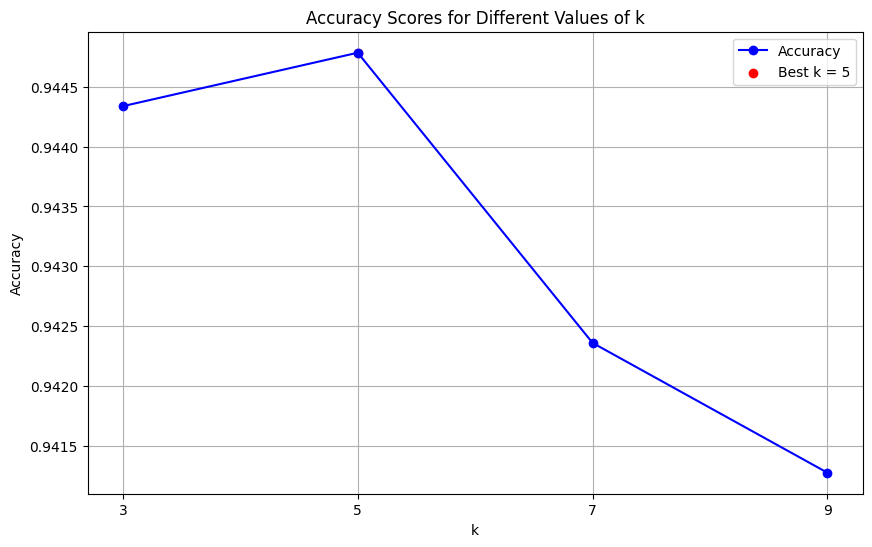 Accuracy Scores for Different Values of k
Accuracy
Best k = 5
0.9445
0.9440
0.9435
0.9430
0.9425
0.9420
0.9415
Accuracy
3
5
7
9
k